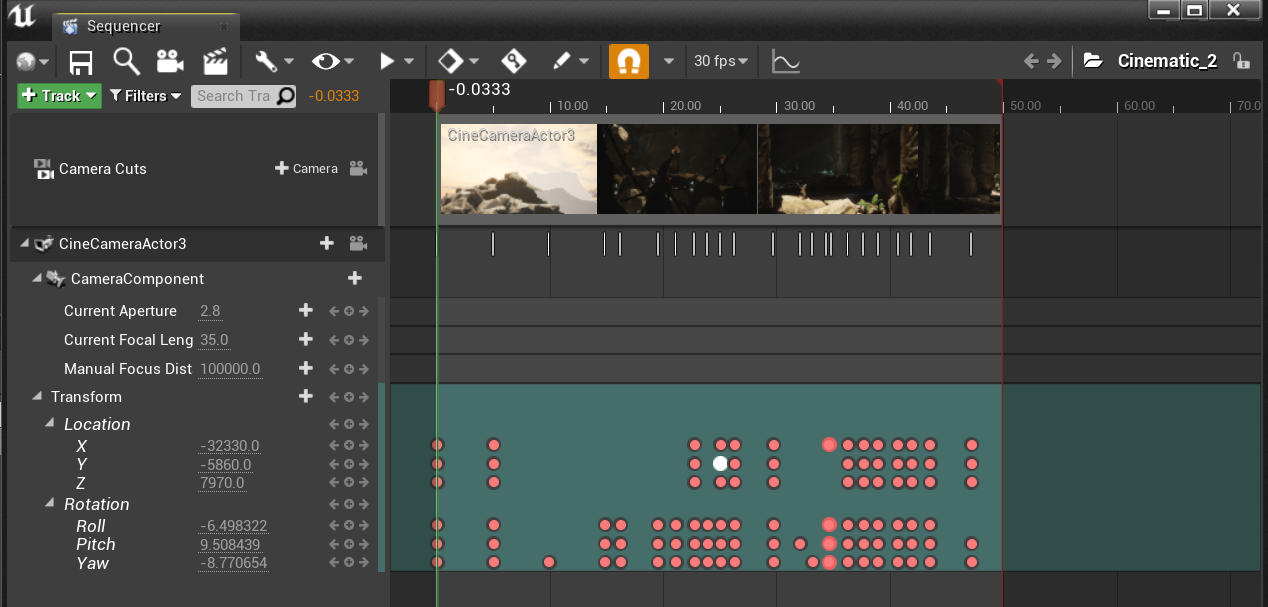 Sequencer
30 fps
Cinematic_2
Track Filters Search Tra -0.0333
-0.0333
10.00 20.00 30.00 40.00 50.00 60.00 70.0
CineCameraActor3
Camera Cuts Camera
CineCameraActor3
CameraComponent
Current Aperture 2.8
Current Focal Leng 35.0
Manual Focus Dist 100000.0
Transform
Location
X -32330.0
Y -5860.0
Z 7970.0
Rotation
Roll -6.498322
Pitch 9.508439
Yaw -8.770654